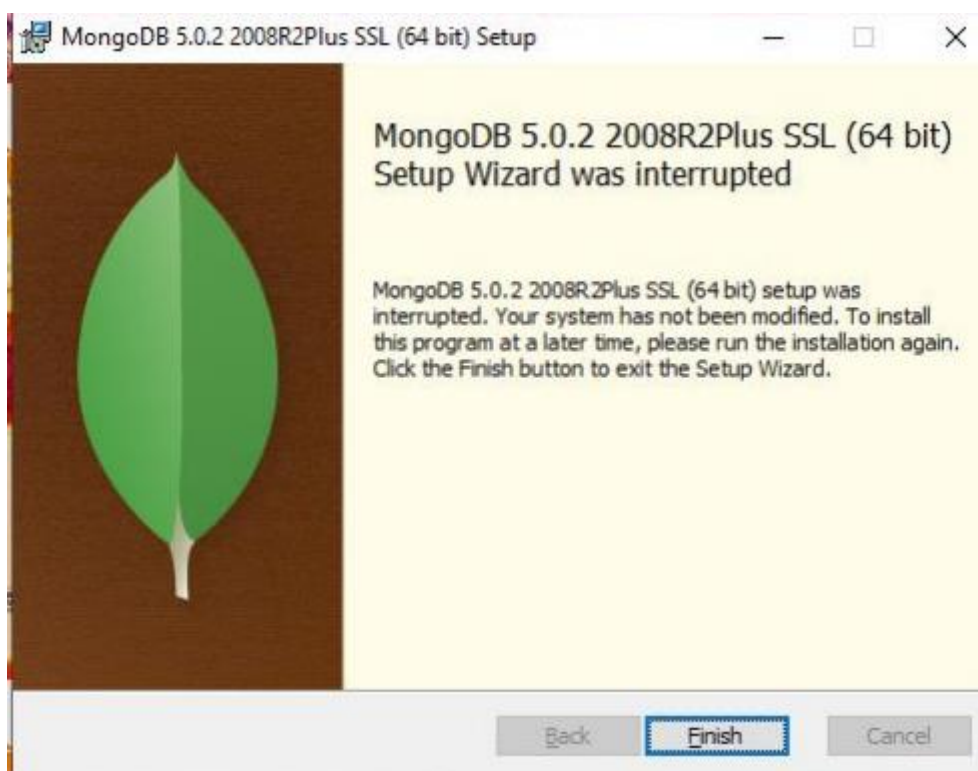 MongoDB 5.0.2 2008R2Plus SSL (64 bit) Setup
MongoDB 5.0.2 2008R2Plus SSL (64 bit)
Setup Wizard was interrupted
MongoDB 5.0.2 2008R2Plus SSL (64 bit) setup was
interrupted. Your system has not been modified. To install
this program at a later time, please run the installation again.
Click the Finish button to exit the Setup Wizard.
Back Finish Cancel